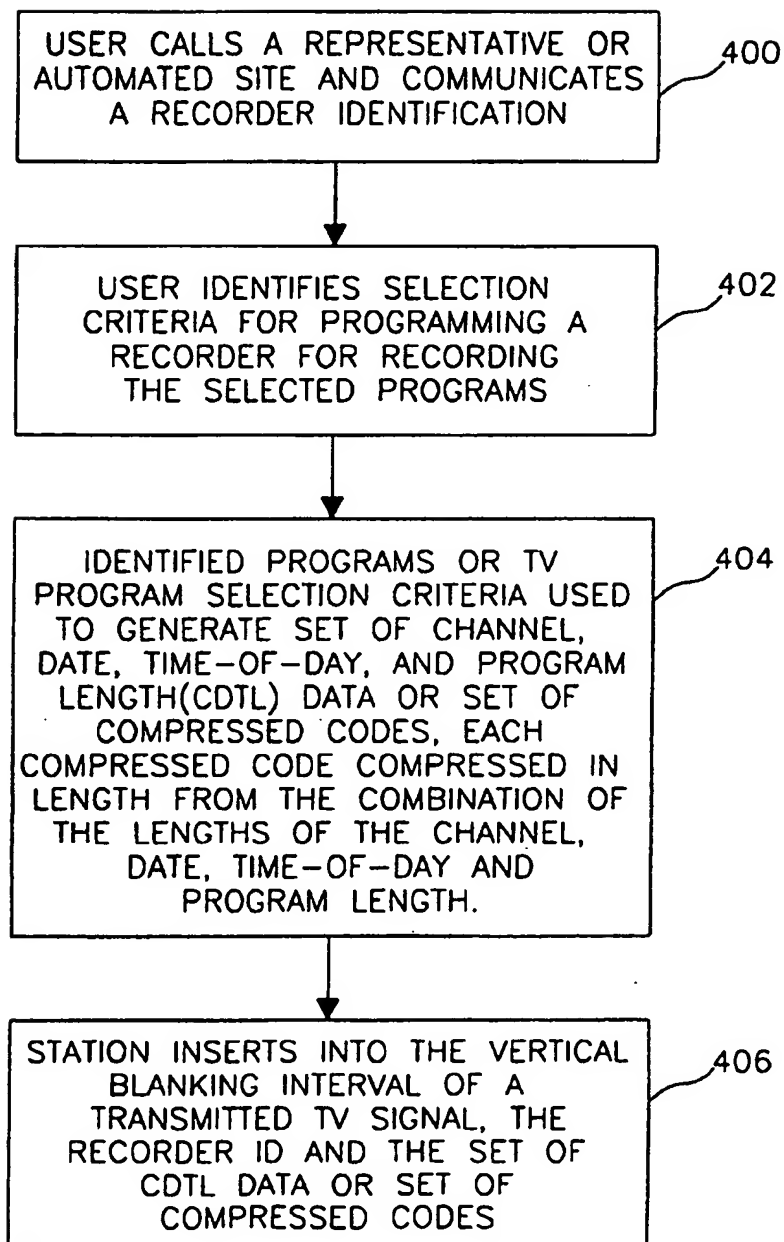 USER CALLS A REPRESENTATIVE OR
AUTOMATED SITE AND COMMUNICATES
A RECORDER IDENTIFICATION
400
USER IDENTIFIES SELECTION
CRITERIA FOR PROGRAMMING A
RECORDER FOR RECORDING
THE SELECTED PROGRAMS
402
IDENTIFIED PROGRAMS OR TV
PROGRAM SELECTION CRITERIA USED
TO GENERATE SET OF CHANNEL,
DATE, TIME-OF-DAY, AND PROGRAM
LENGTH(CDTL) DATA OR SET OF
COMPRESSED CODES, EACH
COMPRESSED CODE COMPRESSED IN
LENGTH FROM THE COMBINATION OF
THE LENGTHS OF THE CHANNEL,
DATE, TIME-OF-DAY AND
PROGRAM LENGTH.
404
STATION INSERTS INTO THE VERTICAL
BLANKING INTERVAL OF A
TRANSMITTED TV SIGNAL, THE
RECORDER ID AND THE SET OF
CDTL DATA OR SET OF
COMPRESSED CODES
406